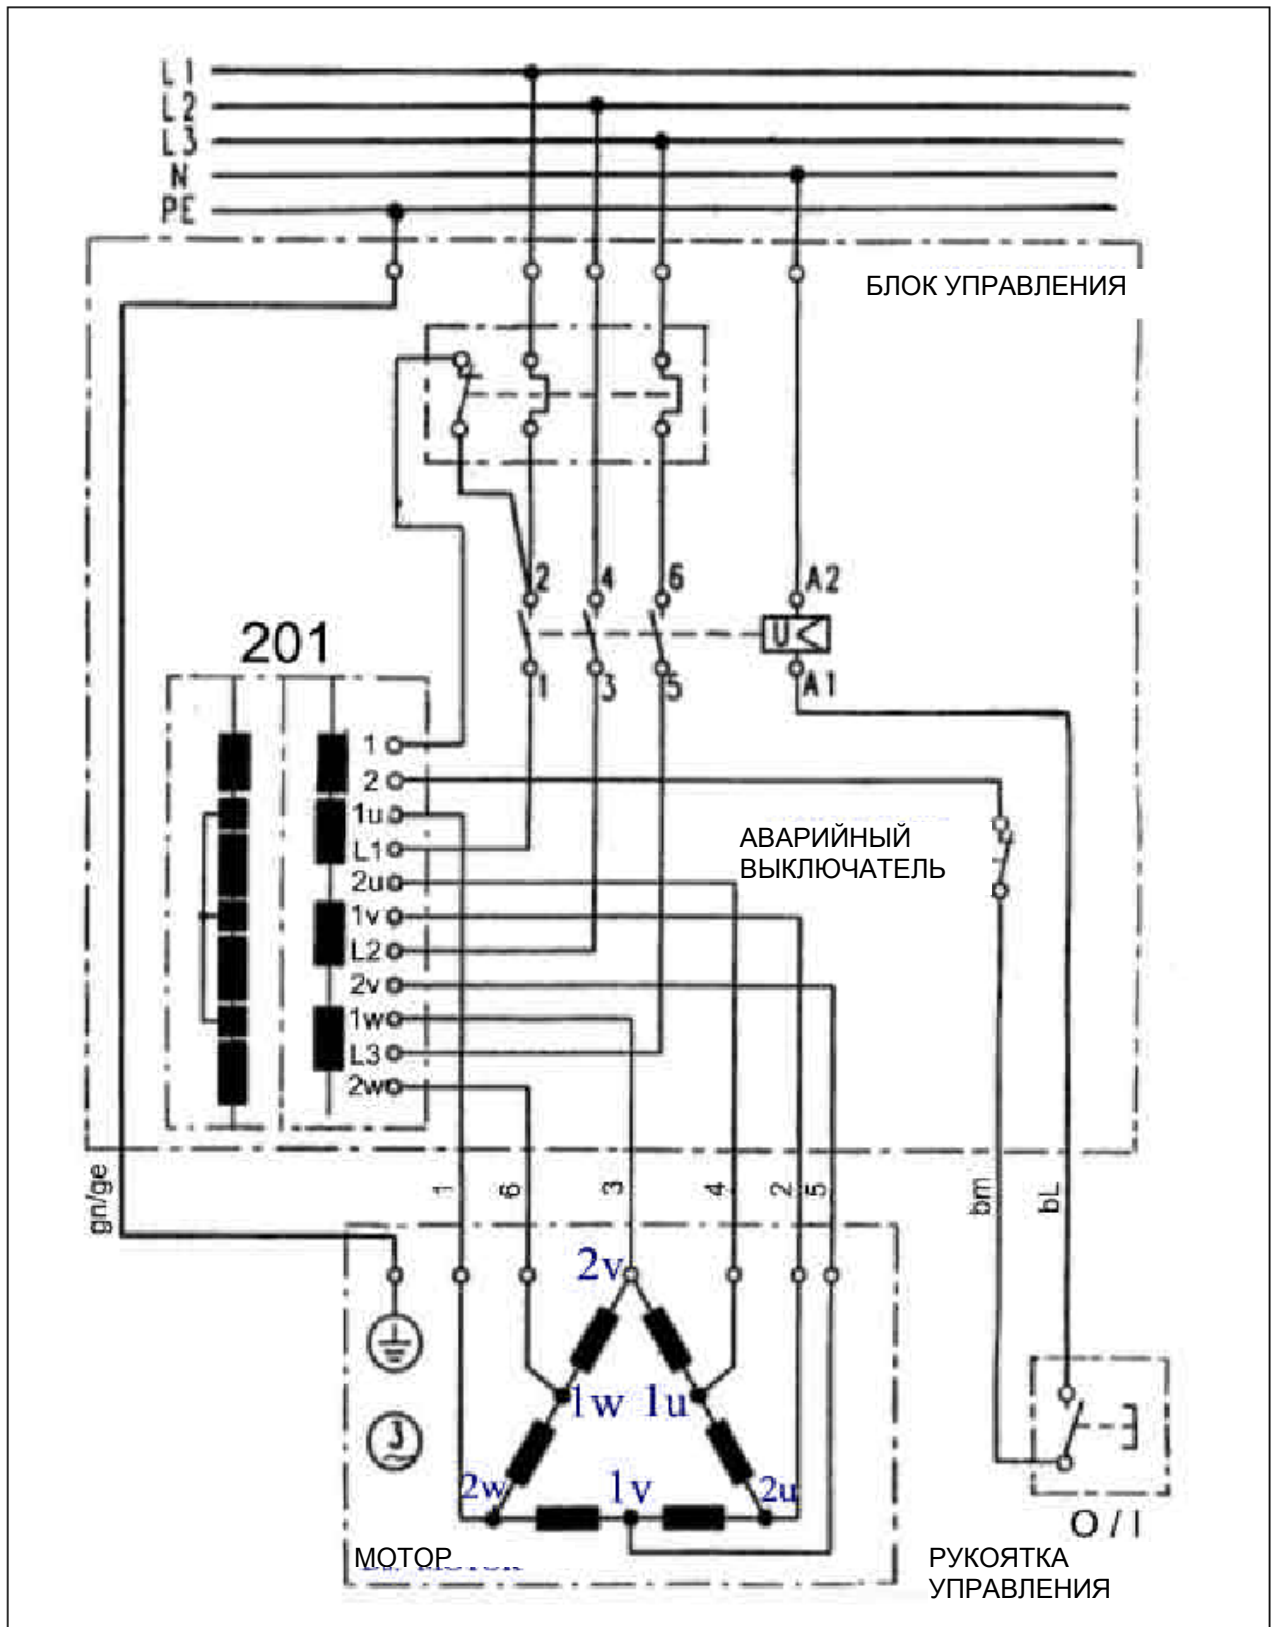 L1
L2
L3
N
PE
БЛОК УПРАВЛЕНИЯ
2 4 6 A2
U<
1 3 5 A1
201
1
2
1u
L1
2u
1v
L2
2v
1w
L3
2w
АВАРИЙНЫЙ
ВЫКЛЮЧАТЕЛЬ
gn/ge 1 6 3 4 2 5 bm bL
2v
1w 1u
2w 1v 2u
3~
O / I
МОТОР
РУКОЯТКА
УПРАВЛЕНИЯ